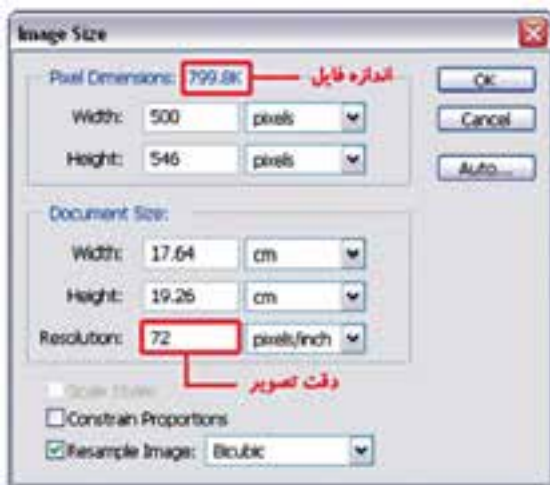 Image Size
Pixel Dimensions: 799.8K اندازه فایل
OK
Width: 500 pixels
Cancel
Height: 546 pixels
Auto...
Document Size:
Width: 17.64 cm
Height: 19.26 cm
Resolution: 72 pixels/inch
دقت تصویر
Scale Styles
Constrain Proportions
Resample Image: Bicubic